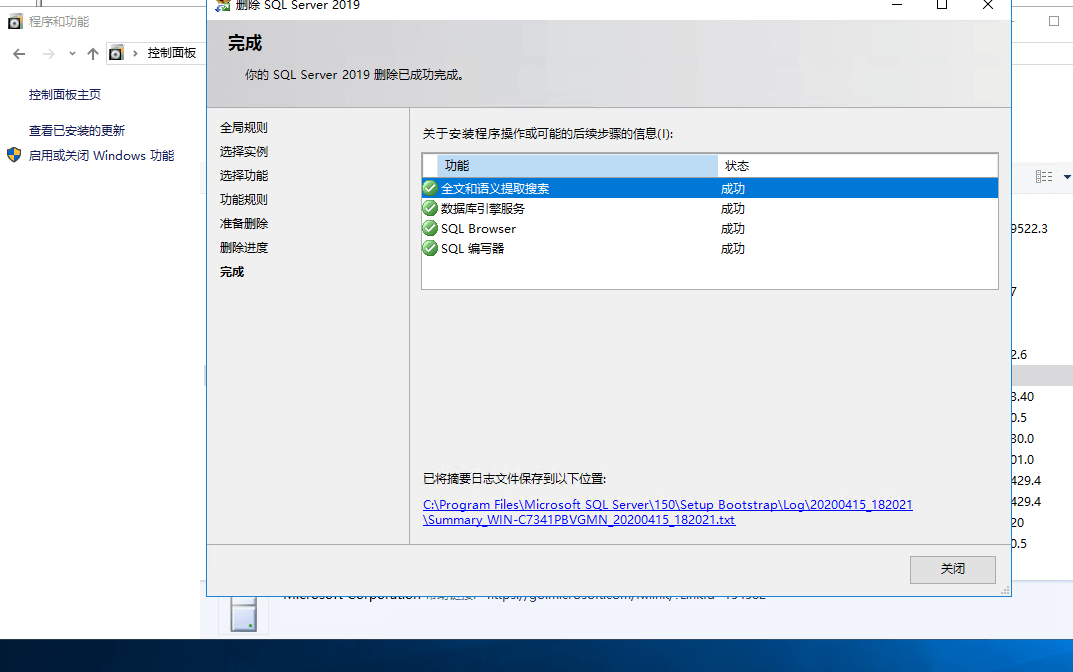 删除 SQL Server 2019
程序和功能
完成
控制面板
你的 SQL Server 2019 删除已成功完成。
控制面板主页
查看已安装的更新
启用或关闭 Windows 功能
全局规则
选择实例
选择功能
功能规则
准备删除
删除进度
完成
关于安装程序操作或可能的后续步骤的信息(I):
功能 状态
全文和语义提取搜索 成功
数据库引擎服务 成功
SQL Browser 成功
SQL 编写器 成功
已将摘要日志文件保存到以下位置:
C:\Program Files\Microsoft SQL Server\150\Setup Bootstrap\Log\20200415_182021
\Summary_WIN-C7341PBVGMN_20200415_182021.txt
关闭
9522.3
7
2.6
3.40
0.5
30.0
01.0
429.4
429.4
20
0.5
Microsoft Corporation